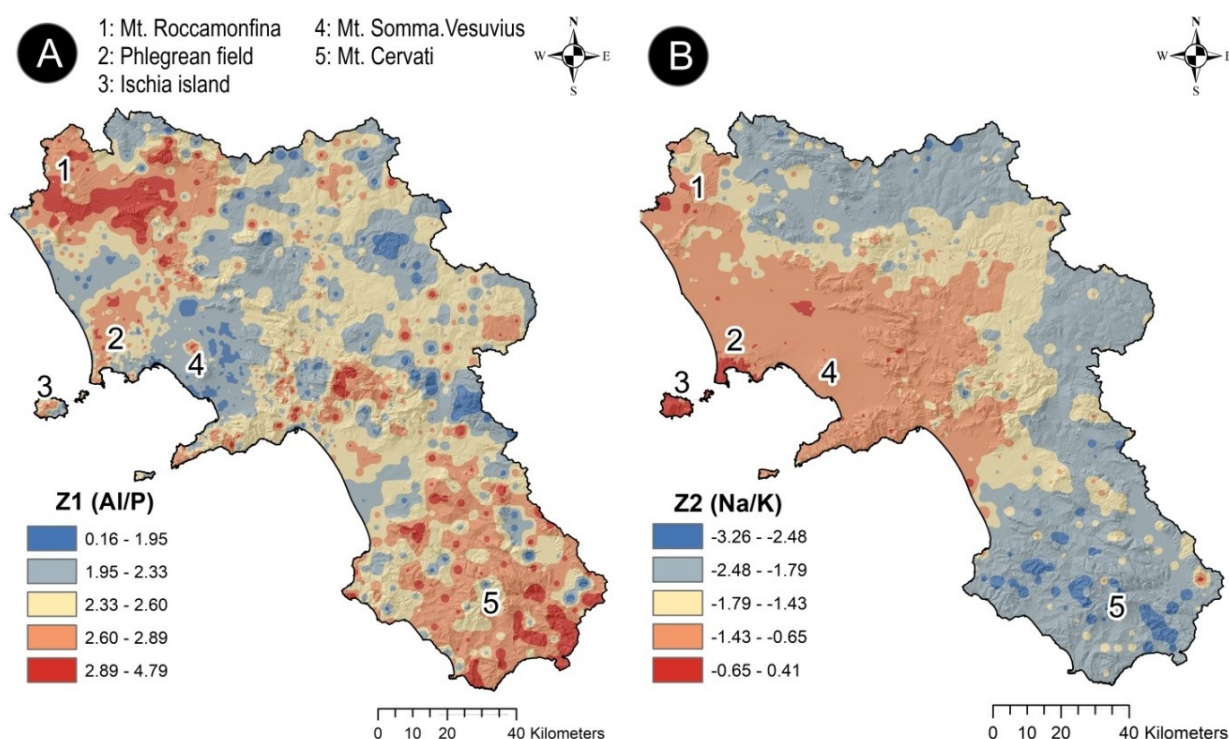 A
1: Mt. Roccamonfina
2: Phlegrean field
3: Ischia island
4: Mt. Somma.Vesuvius
5: Mt. Cervati
N
W E
S
1
2
3
4
5
Z1 (Al/P)
0.16 - 1.95
1.95 - 2.33
2.33 - 2.60
2.60 - 2.89
2.89 - 4.79
0 10 20 40 Kilometers
B
N
W E
S
1
2
3
4
5
Z2 (Na/K)
-3.26 - -2.48
-2.48 - -1.79
-1.79 - -1.43
-1.43 - -0.65
-0.65 - 0.41
0 10 20 40 Kilometers